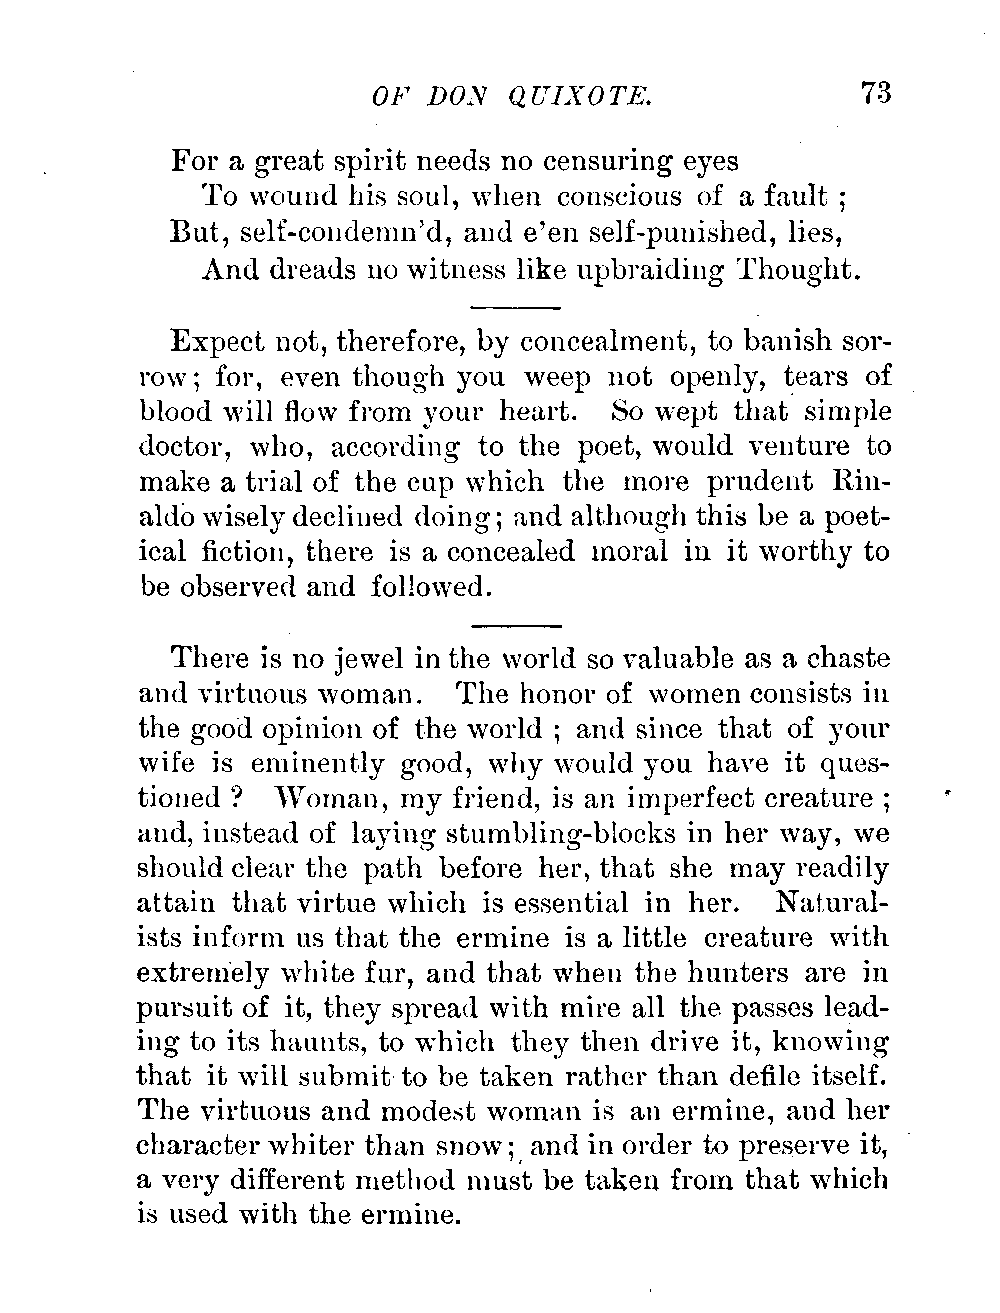 OF DON QUIXOTE. 73
For a great spirit needs no censuring eyes
To wound his soul, when conscious of a fault ;
But, self-condemn'd, and e'en self-punished, lies,
And dreads no witness like upbraiding Thought.
Expect not, therefore, by concealment, to banish sor-
row; for, even though you weep not openly, tears of
blood will flow from your heart. So wept that simple
doctor, who, according to the poet, would venture to
make a trial of the cup which the more prudent Rin-
aldo wisely declined doing; and although this be a poet-
ical fiction, there is a concealed moral in it worthy to
be observed and followed.
There is no jewel in the world so valuable as a chaste
and virtuous woman. The honor of women consists in
the good opinion of the world ; and since that of your
wife is eminently good, why would you have it ques-
tioned ? Woman, my friend, is an imperfect creature ;
and, instead of laying stumbling-blocks in her way, we
should clear the path before her, that she may readily
attain that virtue which is essential in her. Natural-
ists inform us that the ermine is a little creature with
extremely white fur, and that when the hunters are in
pursuit of it, they spread with mire all the passes lead-
ing to its haunts, to which they then drive it, knowing
that it will submit to be taken rather than defile itself.
The virtuous and modest woman is an ermine, and her
character whiter than snow; and in order to preserve it,
a very different method must be taken from that which
is used with the ermine.